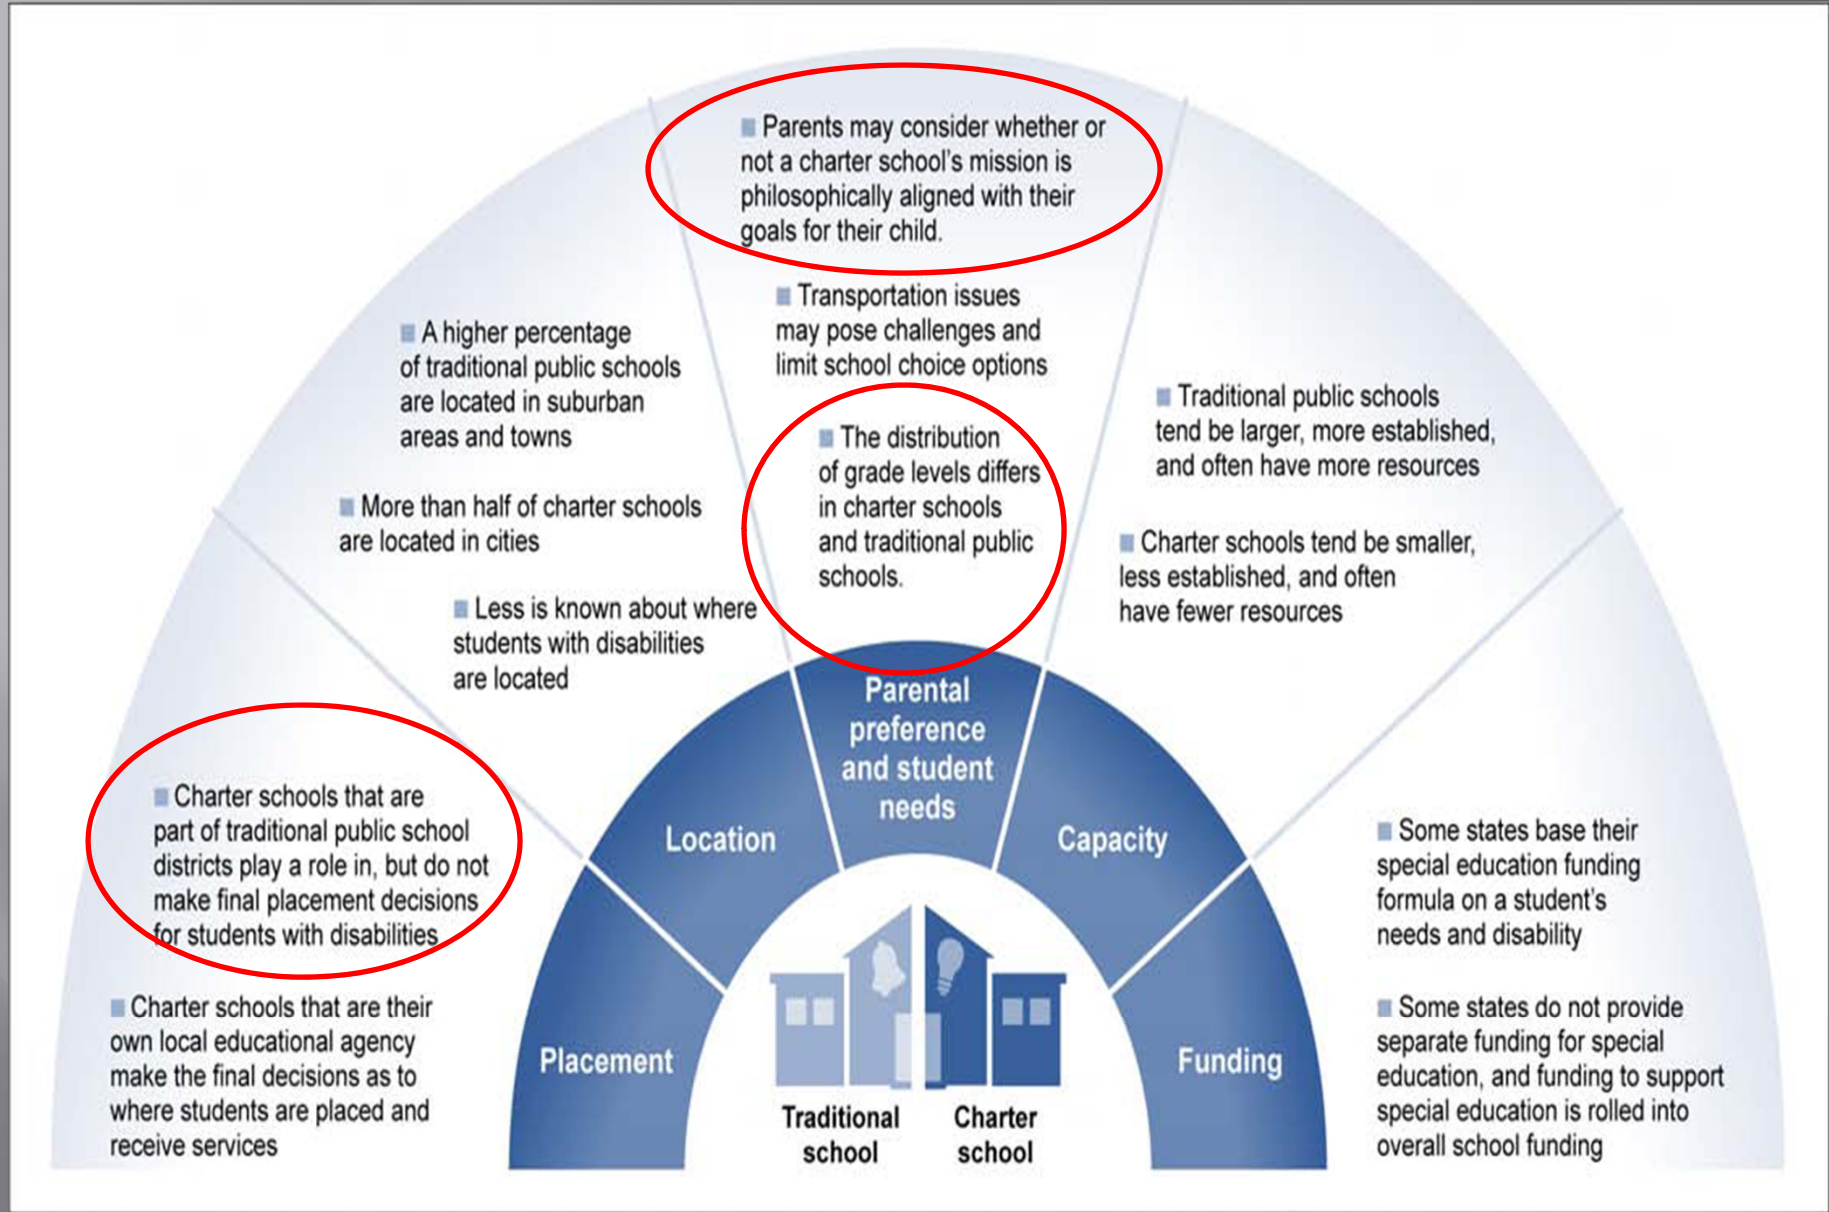 ■ Parents may consider whether or
not a charter school's mission is
philosophically aligned with their
goals for their child.
■ Transportation issues
may pose challenges and
limit school choice options
■ The distribution
of grade levels differs
in charter schools
and traditional public
schools.
■ A higher percentage
of traditional public schools
are located in suburban
areas and towns
■ More than half of charter schools
are located in cities
■ Less is known about where
students with disabilities
are located
■ Traditional public schools
tend be larger, more established,
and often have more resources
■ Charter schools tend be smaller,
less established, and often
have fewer resources
■ Charter schools that are
part of traditional public school
districts play a role in, but do not
make final placement decisions
for students with disabilities
■ Charter schools that are their
own local educational agency
make the final decisions as to
where students are placed and
receive services
■ Some states base their
special education funding
formula on a student's
needs and disability
■ Some states do not provide
separate funding for special
education, and funding to support
special education is rolled into
overall school funding
Placement
Location
Parental
preference
and student
needs
Capacity
Funding
Traditional
school
Charter
school